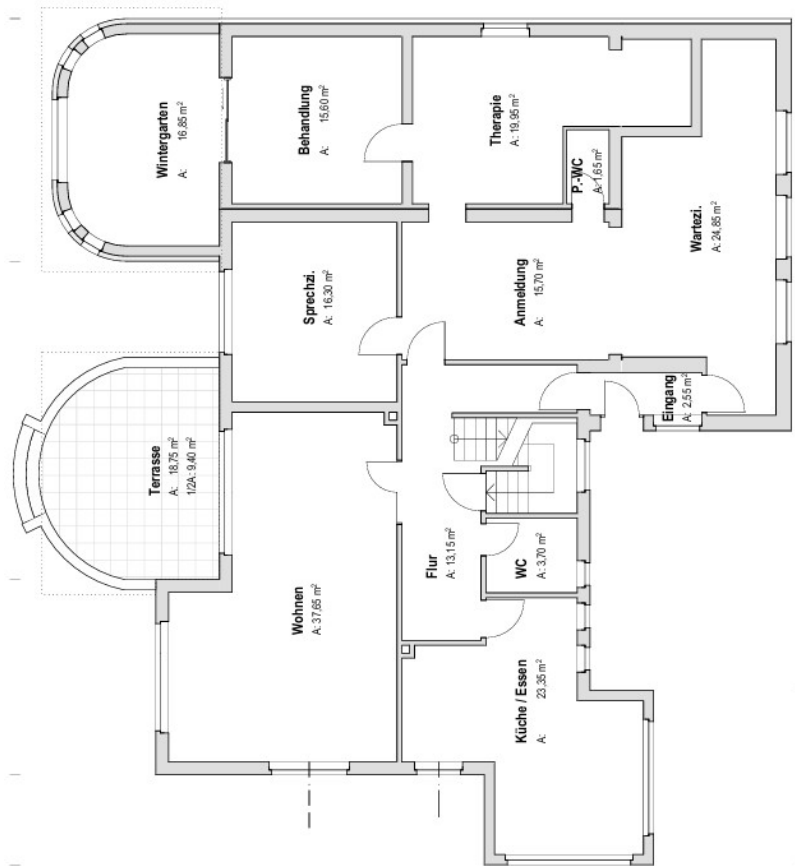 Wintergarten
A: 16,85 m²
Behandlung
A: 15,60 m²
Therapie
A: 19,95 m²
P.-WC
A: 1,65 m²
Wartezi.
A: 24,85 m²
Sprechzi.
A: 16,30 m²
Anmeldung
A: 15,70 m²
Eingang
A: 2,55 m²
Terrasse
A: 18,75 m²
1/2A: 9,40 m²
Wohnen
A: 37,65 m²
Flur
A: 13,15 m²
WC
A: 3,70 m²
Küche / Essen
A: 23,35 m²